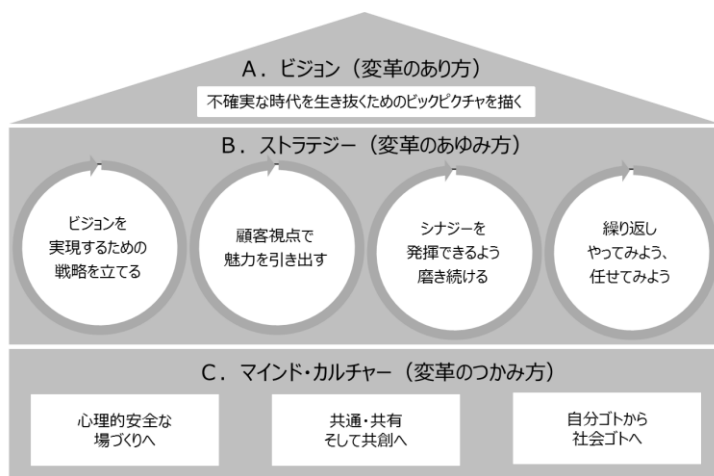 A．ビジョン（変革のあり方）
不確実な時代を生き抜くためのビックピクチャを描く
B．ストラテジー（変革のあゆみ方）
ビジョンを
実現するための
戦略を立てる
顧客視点で
魅力を引き出す
シナジーを
発揮できるよう
磨き続ける
繰り返し
やってみよう、
任せてみよう
C．マインド・カルチャー（変革のつかみ方）
心理的安全な
場づくりへ
共通・共有
そして共創へ
自分ゴトから
社会ゴトへ